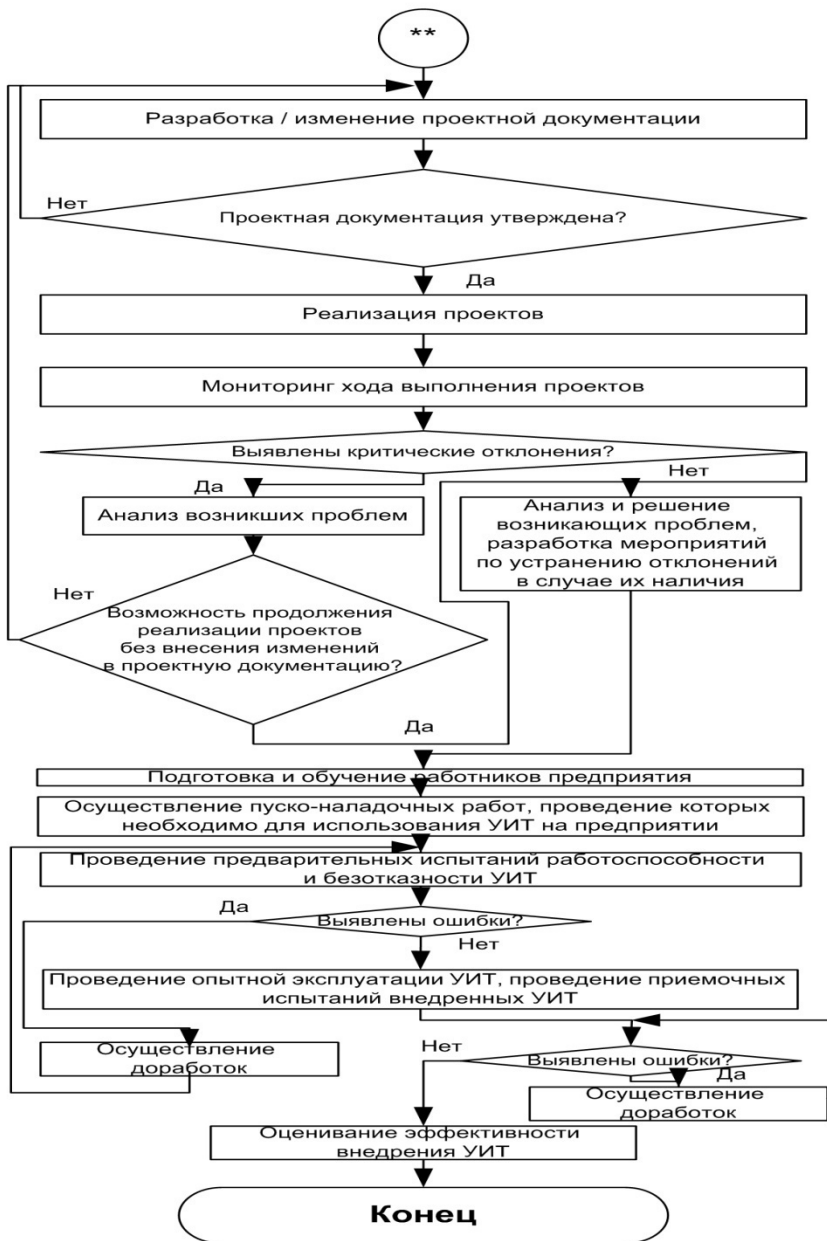 **
Разработка / изменение проектной документации
Нет
Проектная документация утверждена?
Да
Реализация проектов
Мониторинг хода выполнения проектов
Выявлены критические отклонения?
Да
Нет
Анализ возникших проблем
Анализ и решение
возникающих проблем,
разработка мероприятий
по устранению отклонений
в случае их наличия
Нет
Возможность продолжения
реализации проектов
без внесения изменений
в проектную документацию?
Да
Подготовка и обучение работников предприятия
Осуществление пуско-наладочных работ, проведение которых
необходимо для использования УИТ на предприятии
Проведение предварительных испытаний работоспособности
и безотказности УИТ
Да
Выявлены ошибки?
Нет
Проведение опытной эксплуатации УИТ, проведение приемочных
испытаний внедренных УИТ
Осуществление
доработок
Нет
Выявлены ошибки?
Да
Осуществление
доработок
Оценивание эффективности
внедрения УИТ
Конец